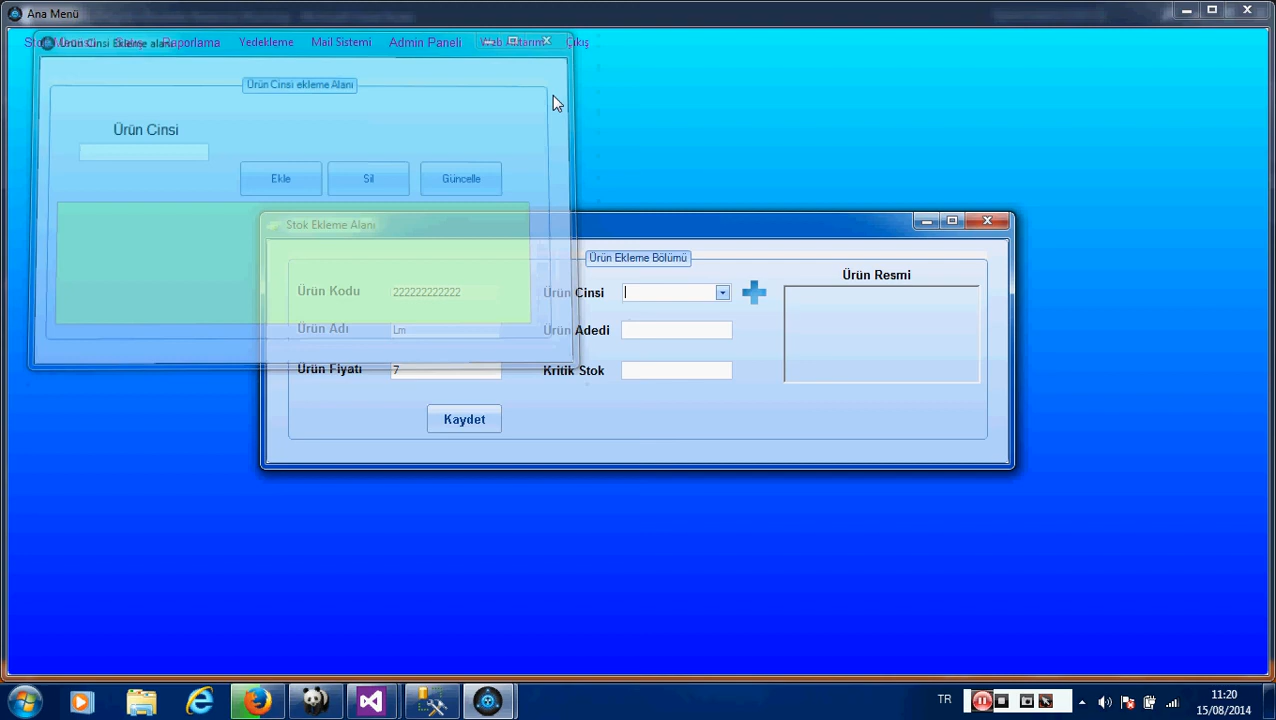 Ana Menü
Ürün Cinsi Ekleme alanı
Raporlama Yedekleme Mail Sistemi Admin Paneli Çıkış
Ürün Cinsi ekleme Alanı
Ürün Cinsi
Ekle Sil Güncelle
Stok Ekleme Alanı
Ürün Ekleme Bölümü
Ürün Kodu 222222222222 Ürün Cinsi
Ürün Resmi
Ürün Adı Lm Ürün Adedi
Ürün Fiyatı 7 Kritik Stok
Kaydet
TR
11:20
15/08/2014